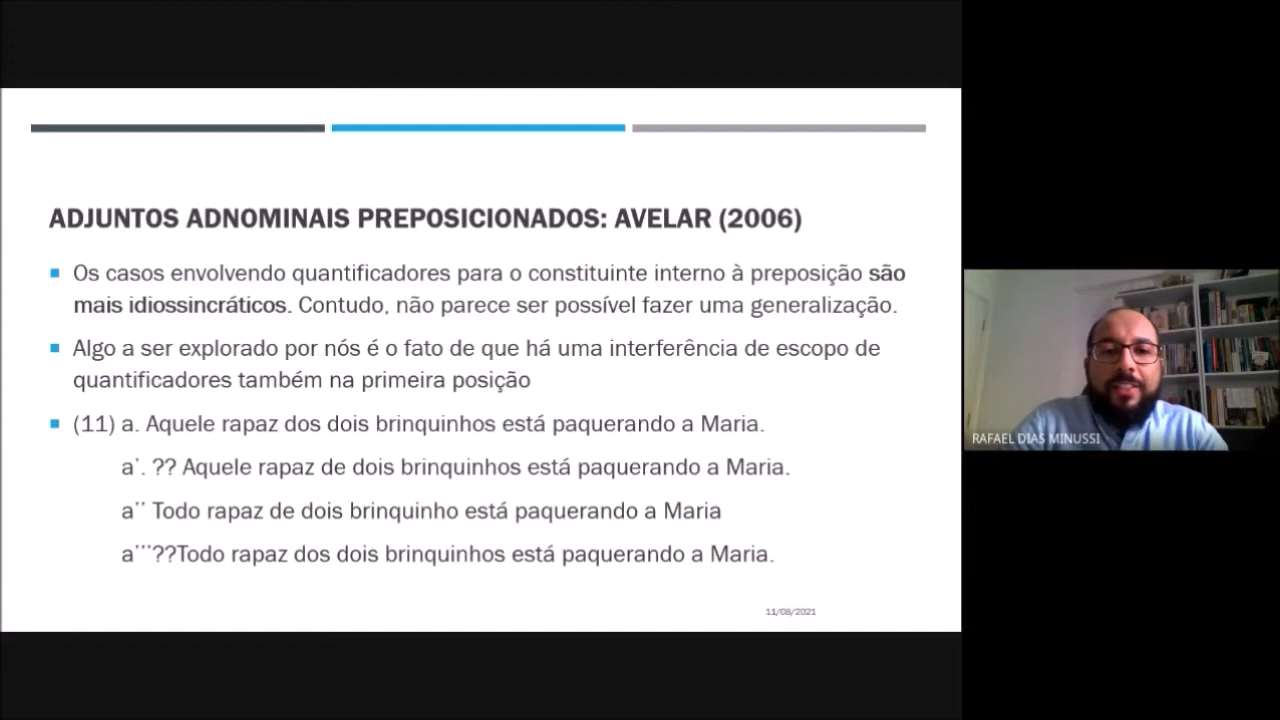 ADJUNTOS ADNOMINAIS PREPOSICIONADOS: AVELAR (2006)
Os casos envolvendo quantificadores para o constituinte interno à preposição são
mais idiossincráticos. Contudo, não parece ser possível fazer uma generalização.
Algo a ser explorado por nós é o fato de que há uma interferência de escopo de
quantificadores também na primeira posição
(11) a. Aquele rapaz dos dois brinquinhos está paquerando a Maria.
a'. ?? Aquele rapaz de dois brinquinhos está paquerando a Maria.
a'' Todo rapaz de dois brinquinho está paquerando a Maria
a'''??Todo rapaz dos dois brinquinhos está paquerando a Maria.
11/08/2021
RAFAEL DIAS MINUSSI